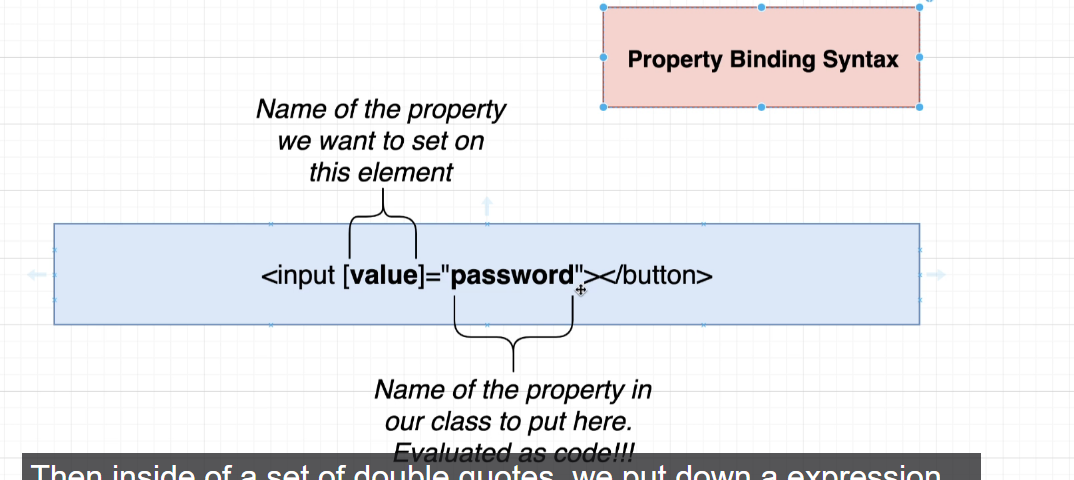 Property Binding Syntax
Name of the property
we want to set on
this element
<input [value]="password"></button>
Name of the property in
our class to put here.
Evaluated as code!!!
Then inside of a set of double quotes, we put down a expression